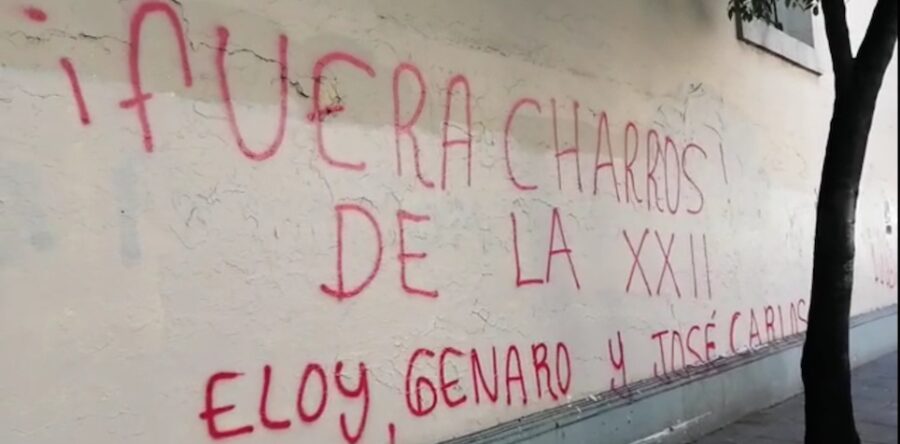 ¡FUERA CHARROS!
DE LA XXII
ELOY, GENARO Y JOSÉ CARLOS